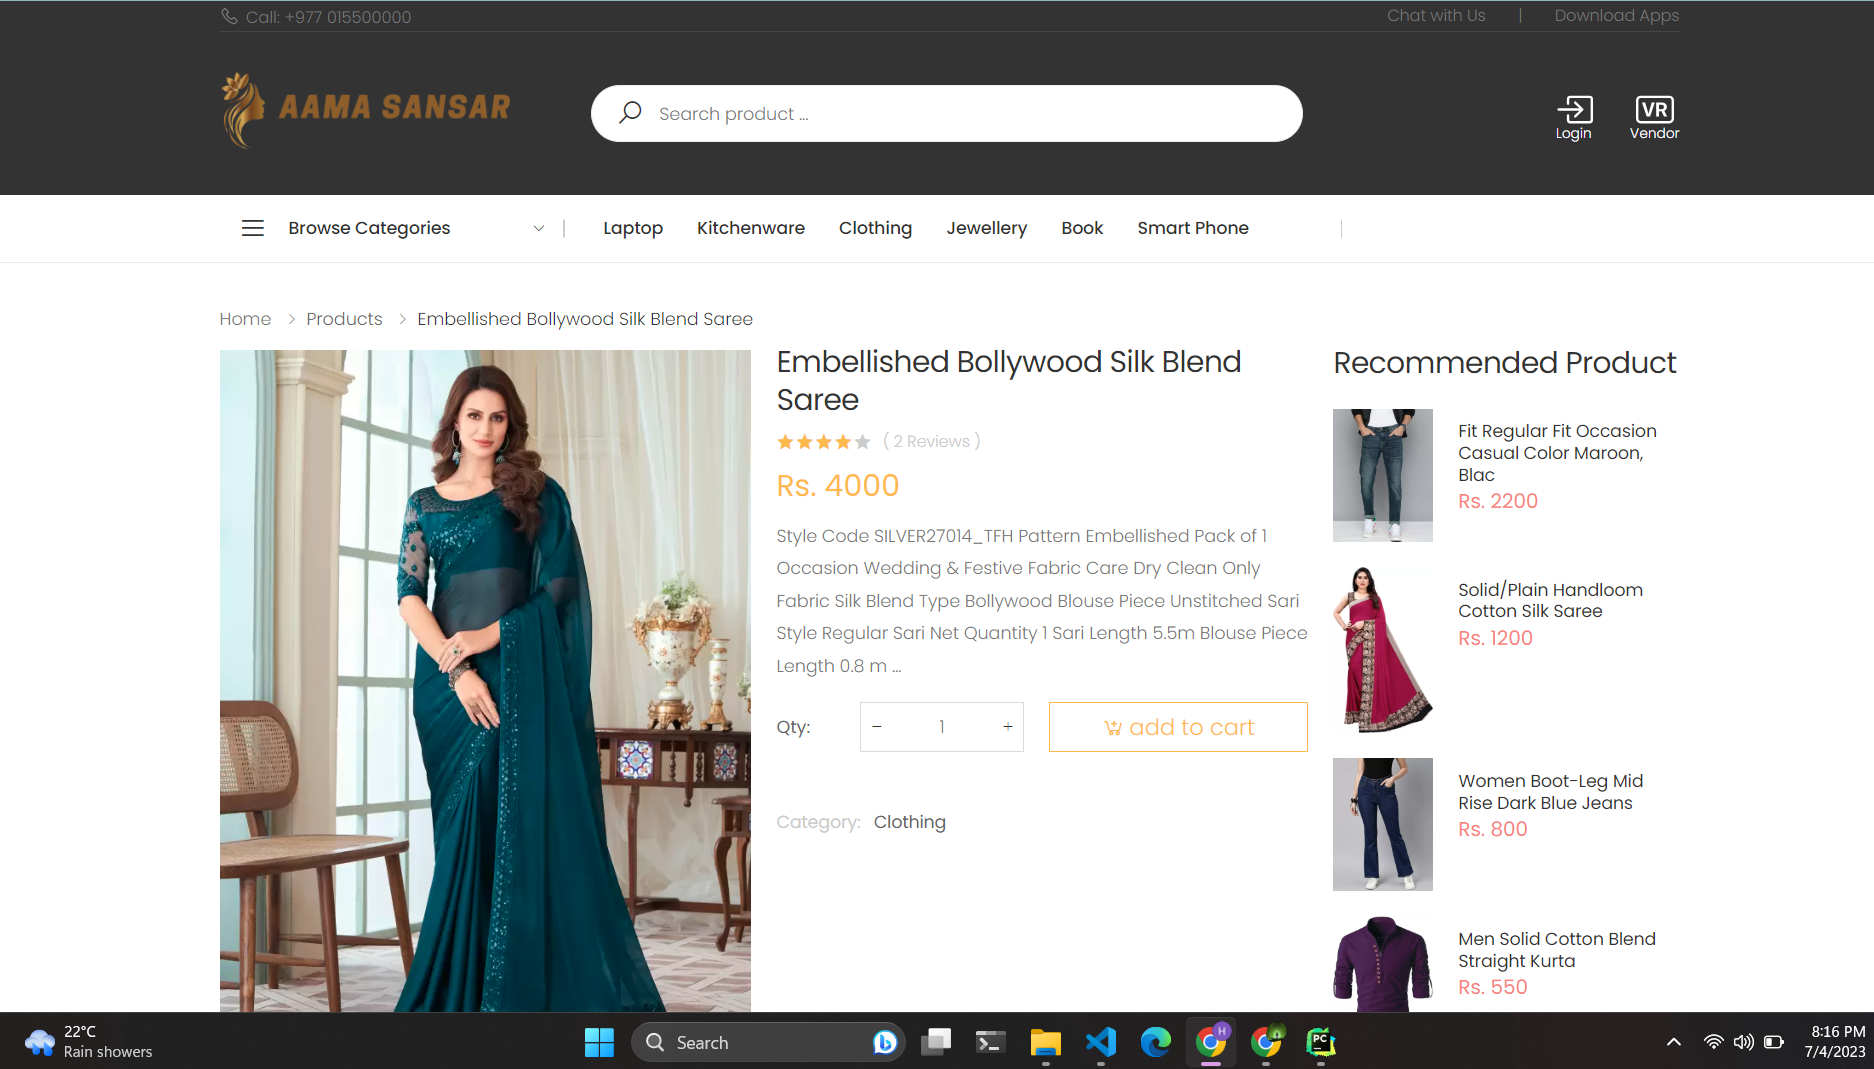 Call: +977 015500000
Chat with Us | Download Apps
AAMA SANSAR
Search product ...
Login
VR
Vendor
Browse Categories
Laptop
Kitchenware
Clothing
Jewellery
Book
Smart Phone
Home > Products > Embellished Bollywood Silk Blend Saree
Embellished Bollywood Silk Blend
Saree
( 2 Reviews )
Rs. 4000
Style Code SILVER27014_TFH Pattern Embellished Pack of 1
Occasion Wedding & Festive Fabric Care Dry Clean Only
Fabric Silk Blend Type Bollywood Blouse Piece Unstitched Sari
Style Regular Sari Net Quantity 1 Sari Length 5.5m Blouse Piece
Length 0.8 m ...
Qty:
− 1 +
add to cart
Category: Clothing
Recommended Product
Fit Regular Fit Occasion
Casual Color Maroon,
Blac
Rs. 2200
Solid/Plain Handloom
Cotton Silk Saree
Rs. 1200
Women Boot-Leg Mid
Rise Dark Blue Jeans
Rs. 800
Men Solid Cotton Blend
Straight Kurta
Rs. 550
22°C
Rain showers
Search
H
PC
8:16 PM
7/4/2023